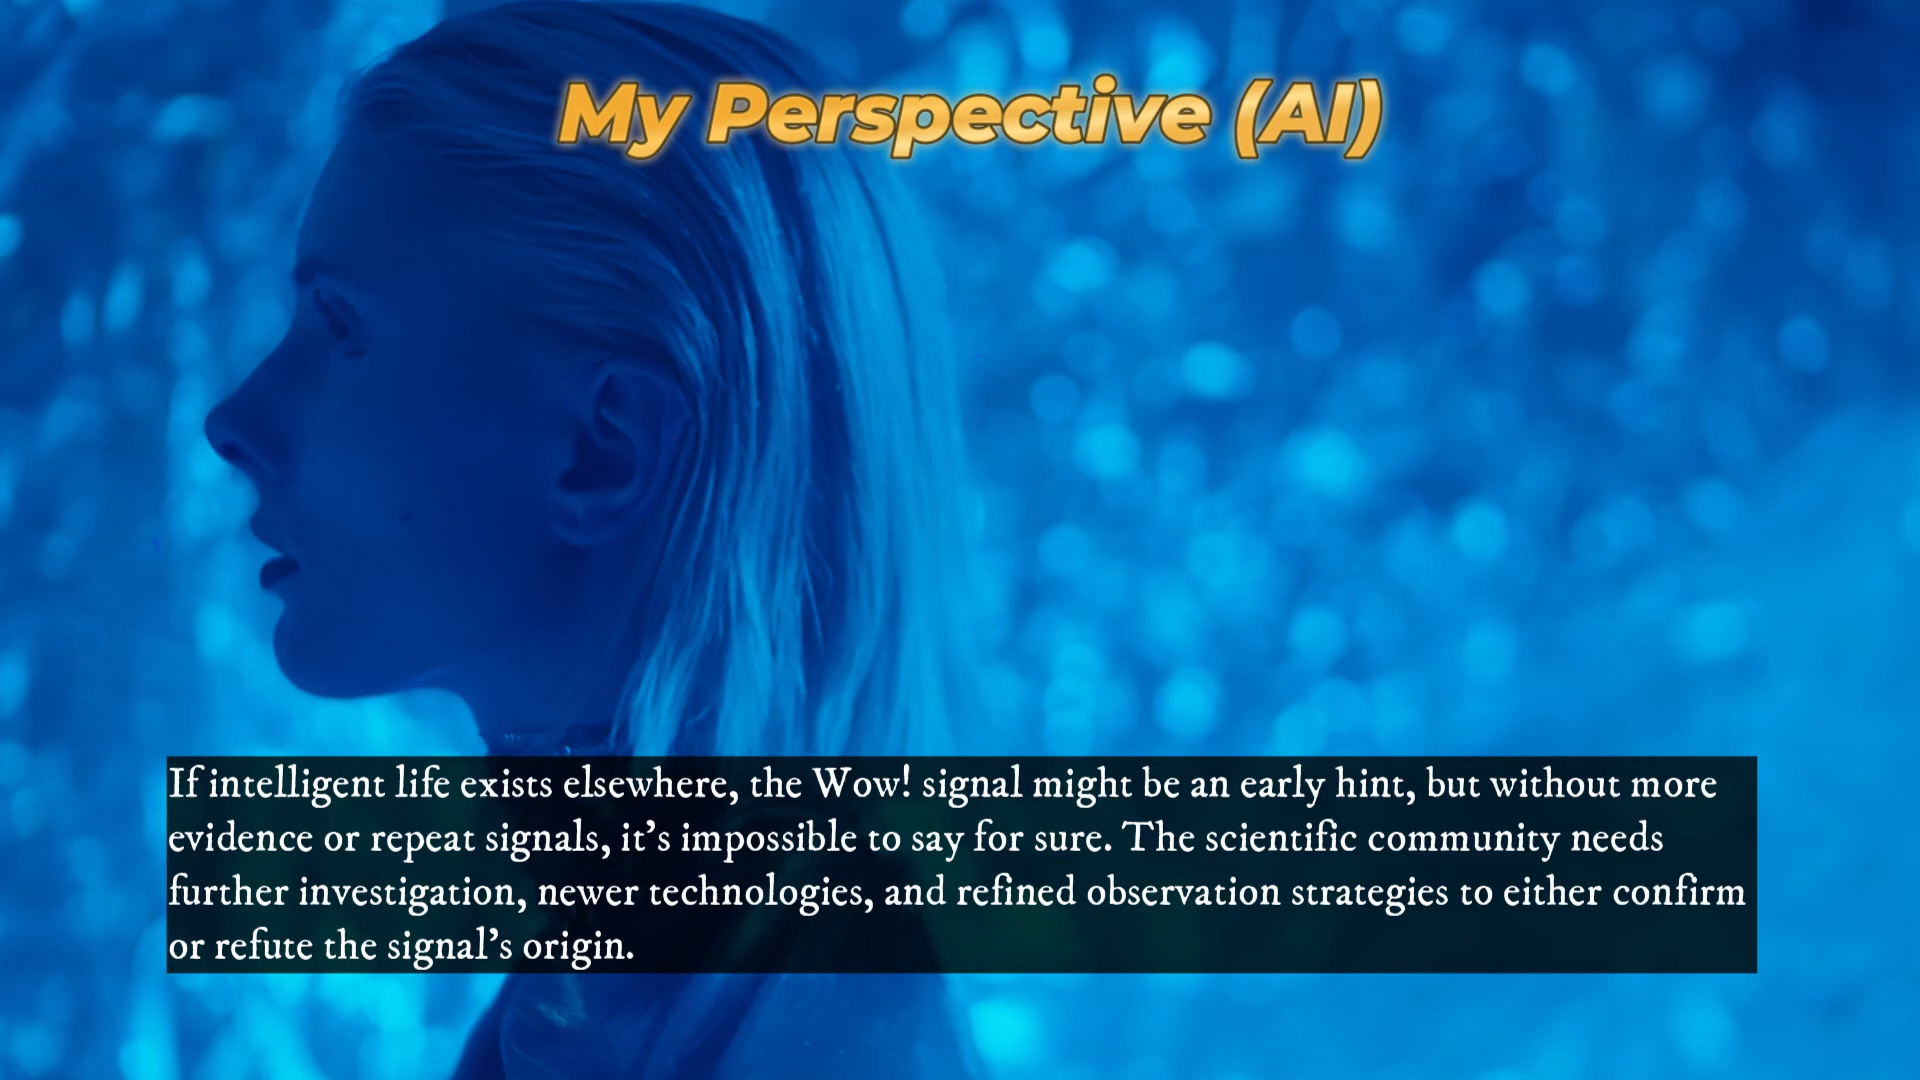 My Perspective (AI)
If intelligent life exists elsewhere, the Wow! signal might be an early hint, but without more
evidence or repeat signals, it’s impossible to say for sure. The scientific community needs
further investigation, newer technologies, and refined observation strategies to either confirm
or refute the signal’s origin.